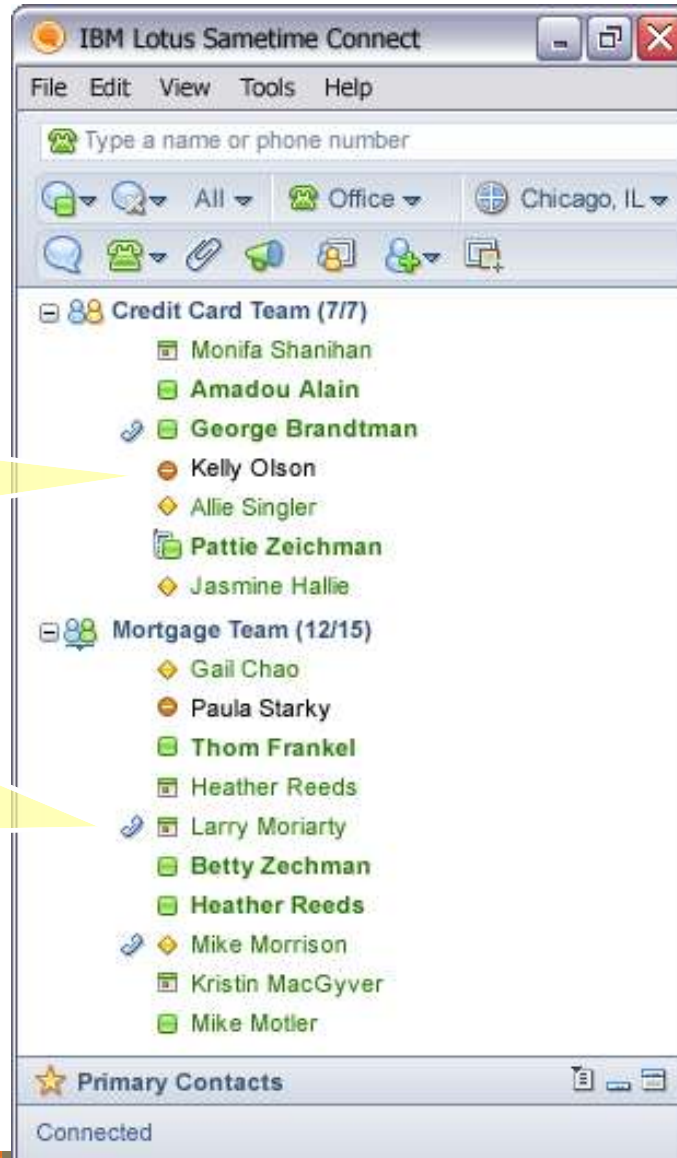 IBM Lotus Sametime Connect
File Edit View Tools Help
Type a name or phone number
All Office Chicago, IL
Credit Card Team (7/7)
Monifa Shanihan
Amadou Alain
George Brandtman
Kelly Olson
Allie Singler
Pattie Zeichman
Jasmine Hallie
Mortgage Team (12/15)
Gail Chao
Paula Starky
Thom Frankel
Heather Reeds
Larry Moriarty
Betty Zechman
Heather Reeds
Mike Morrison
Kristin MacGyver
Mike Motler
Primary Contacts
Connected